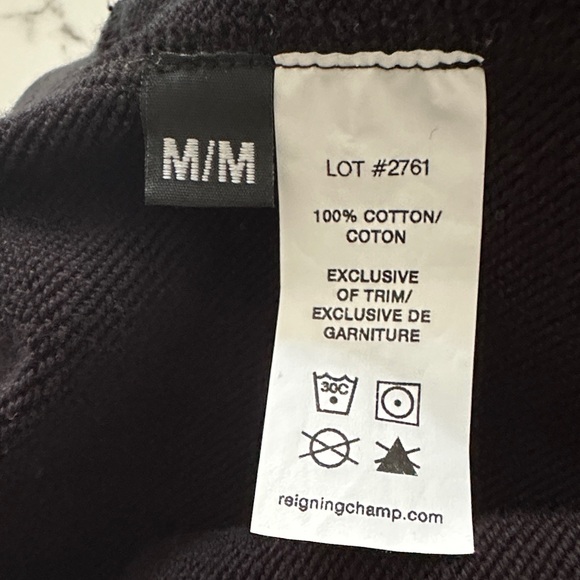 M/M
LOT #2761
100% COTTON/
COTON
EXCLUSIVE
OF TRIM/
EXCLUSIVE DE
GARNITURE
30C
reigningchamp.com